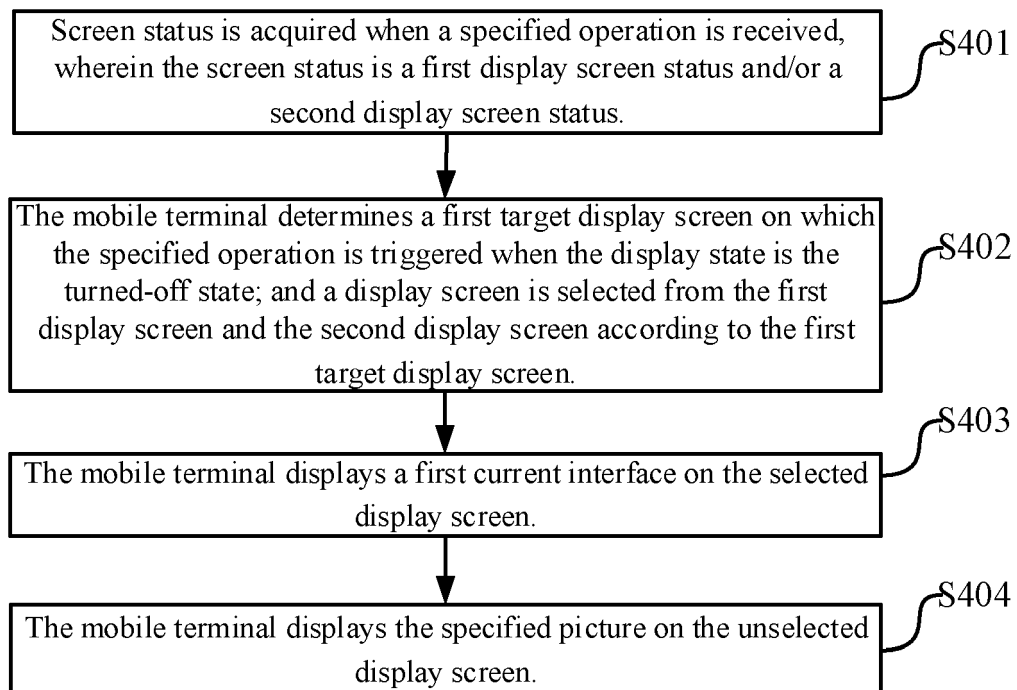 Screen status is acquired when a specified operation is received,
wherein the screen status is a first display screen status and/or a
second display screen status.
S401
The mobile terminal determines a first target display screen on which
the specified operation is triggered when the display state is the
turned-off state; and a display screen is selected from the first
display screen and the second display screen according to the first
target display screen.
S402
The mobile terminal displays a first current interface on the selected
display screen.
S403
The mobile terminal displays the specified picture on the unselected
display screen.
S404